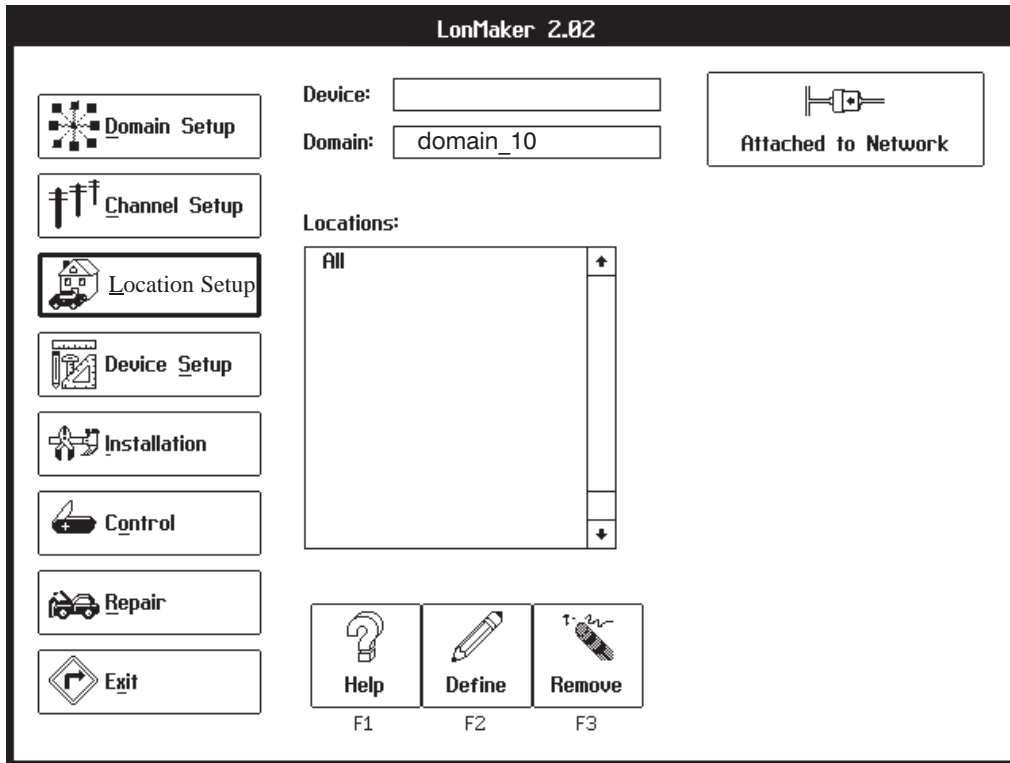 LonMaker 2.02
Domain Setup
Channel Setup
Location Setup
Device Setup
Installation
Control
Repair
Exit
Device:
Domain: domain_10
Locations:
All
Attached to Network
Help
Define
Remove
F1
F2
F3